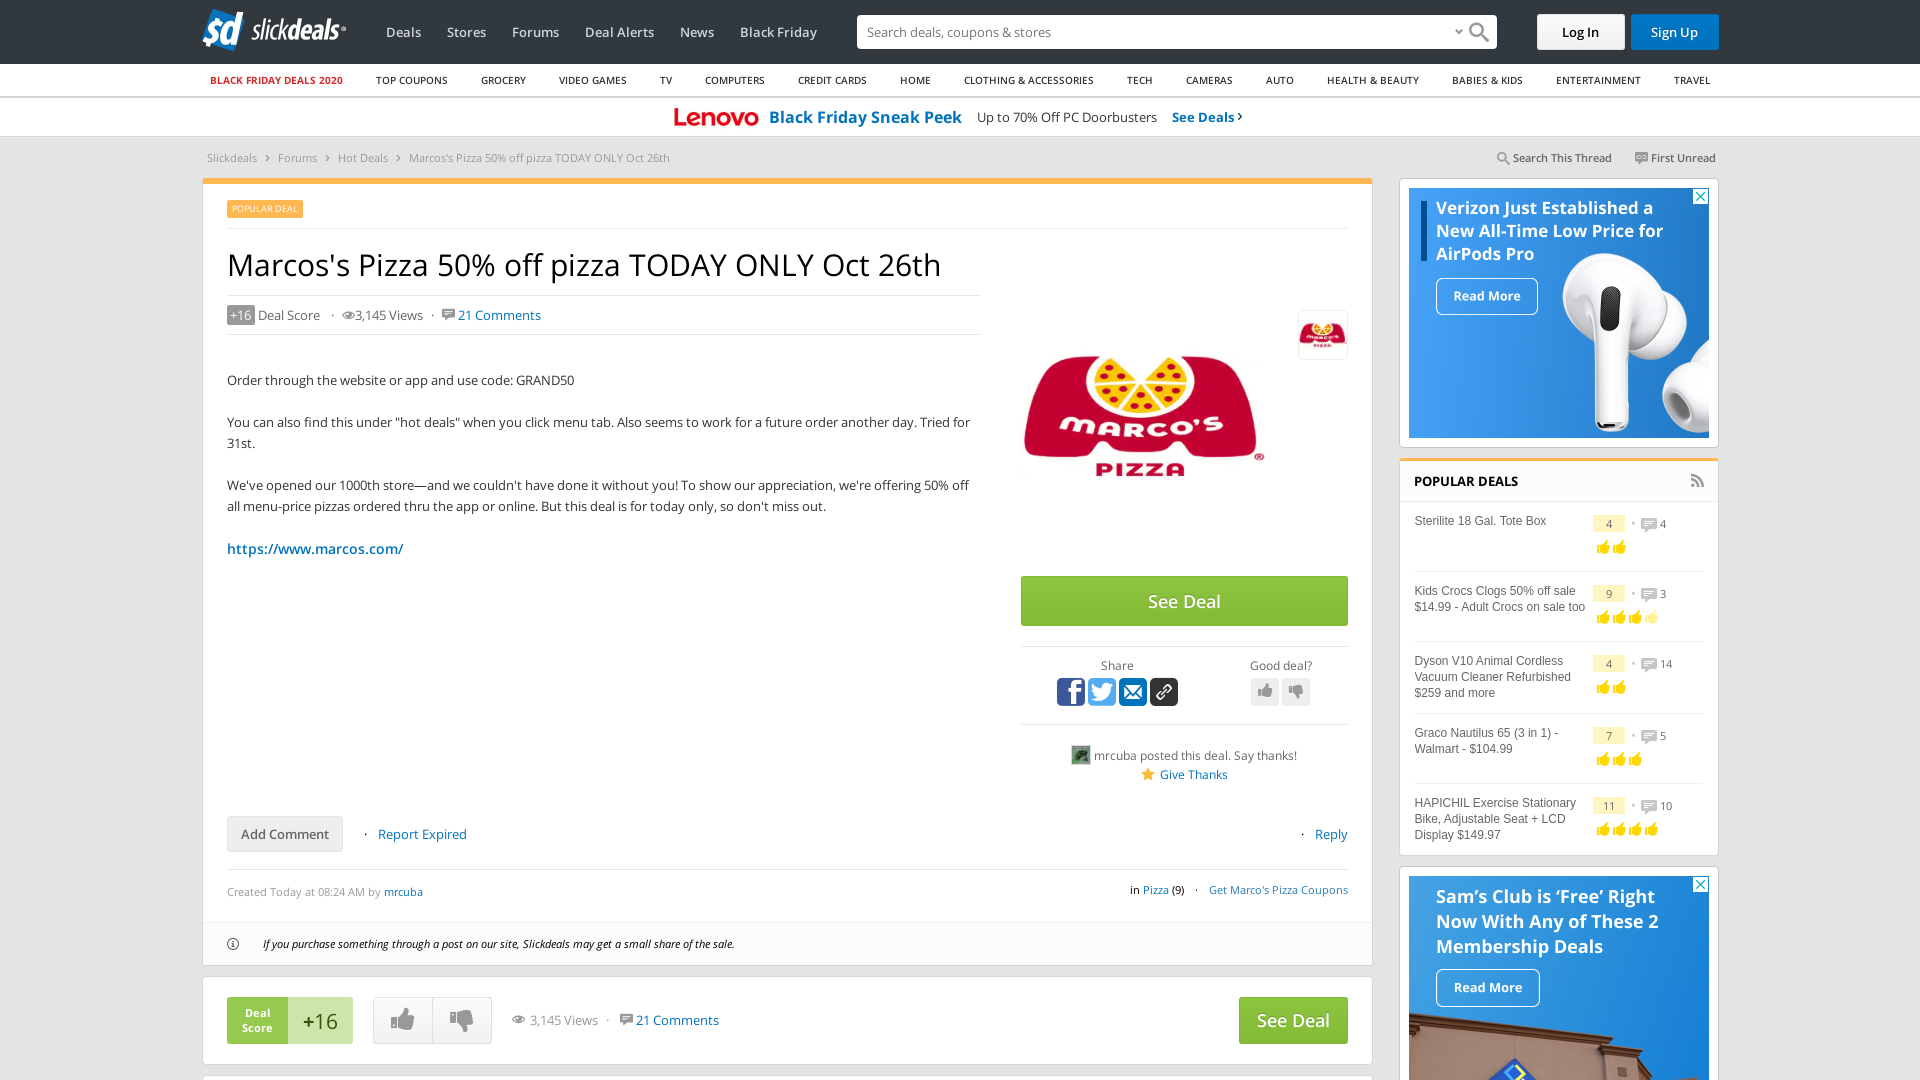 slickdeals
Deals
Stores
Forums
Deal Alerts
News
Black Friday
Search deals, coupons & stores
Log In
Sign Up
BLACK FRIDAY DEALS 2020
TOP COUPONS
GROCERY
VIDEO GAMES
TV
COMPUTERS
CREDIT CARDS
HOME
CLOTHING & ACCESSORIES
TECH
CAMERAS
AUTO
HEALTH & BEAUTY
BABIES & KIDS
ENTERTAINMENT
TRAVEL
Lenovo Black Friday Sneak Peek Up to 70% Off PC Doorbusters See Deals ›
Slickdeals › Forums › Hot Deals › Marcos's Pizza 50% off pizza TODAY ONLY Oct 26th
Search This Thread
First Unread
POPULAR DEAL
Marcos's Pizza 50% off pizza TODAY ONLY Oct 26th
+16 Deal Score · 3,145 Views · 21 Comments
Order through the website or app and use code: GRAND50
You can also find this under "hot deals" when you click menu tab. Also seems to work for a future order another day. Tried for
31st.
We've opened our 1000th store—and we couldn't have done it without you! To show our appreciation, we're offering 50% off
all menu-price pizzas ordered thru the app or online. But this deal is for today only, so don't miss out.
https://www.marcos.com/
MARCO'S
PIZZA
MARCO'S
PIZZA
See Deal
Share
Good deal?
mrcuba posted this deal. Say thanks!
Give Thanks
Add Comment
· Report Expired
· Reply
Created Today at 08:24 AM by mrcuba
in Pizza (9) · Get Marco's Pizza Coupons
If you purchase something through a post on our site, Slickdeals may get a small share of the sale.
Deal
Score
+16
3,145 Views · 21 Comments
See Deal
Verizon Just Established a
New All-Time Low Price for
AirPods Pro
Read More
POPULAR DEALS
Sterilite 18 Gal. Tote Box
4 • 4
Kids Crocs Clogs 50% off sale
$14.99 - Adult Crocs on sale too
9 • 3
Dyson V10 Animal Cordless
Vacuum Cleaner Refurbished
$259 and more
4 • 14
Graco Nautilus 65 (3 in 1) -
Walmart - $104.99
7 • 5
HAPICHIL Exercise Stationary
Bike, Adjustable Seat + LCD
Display $149.97
11 • 10
Sam's Club is ‘Free’ Right
Now With Any of These 2
Membership Deals
Read More